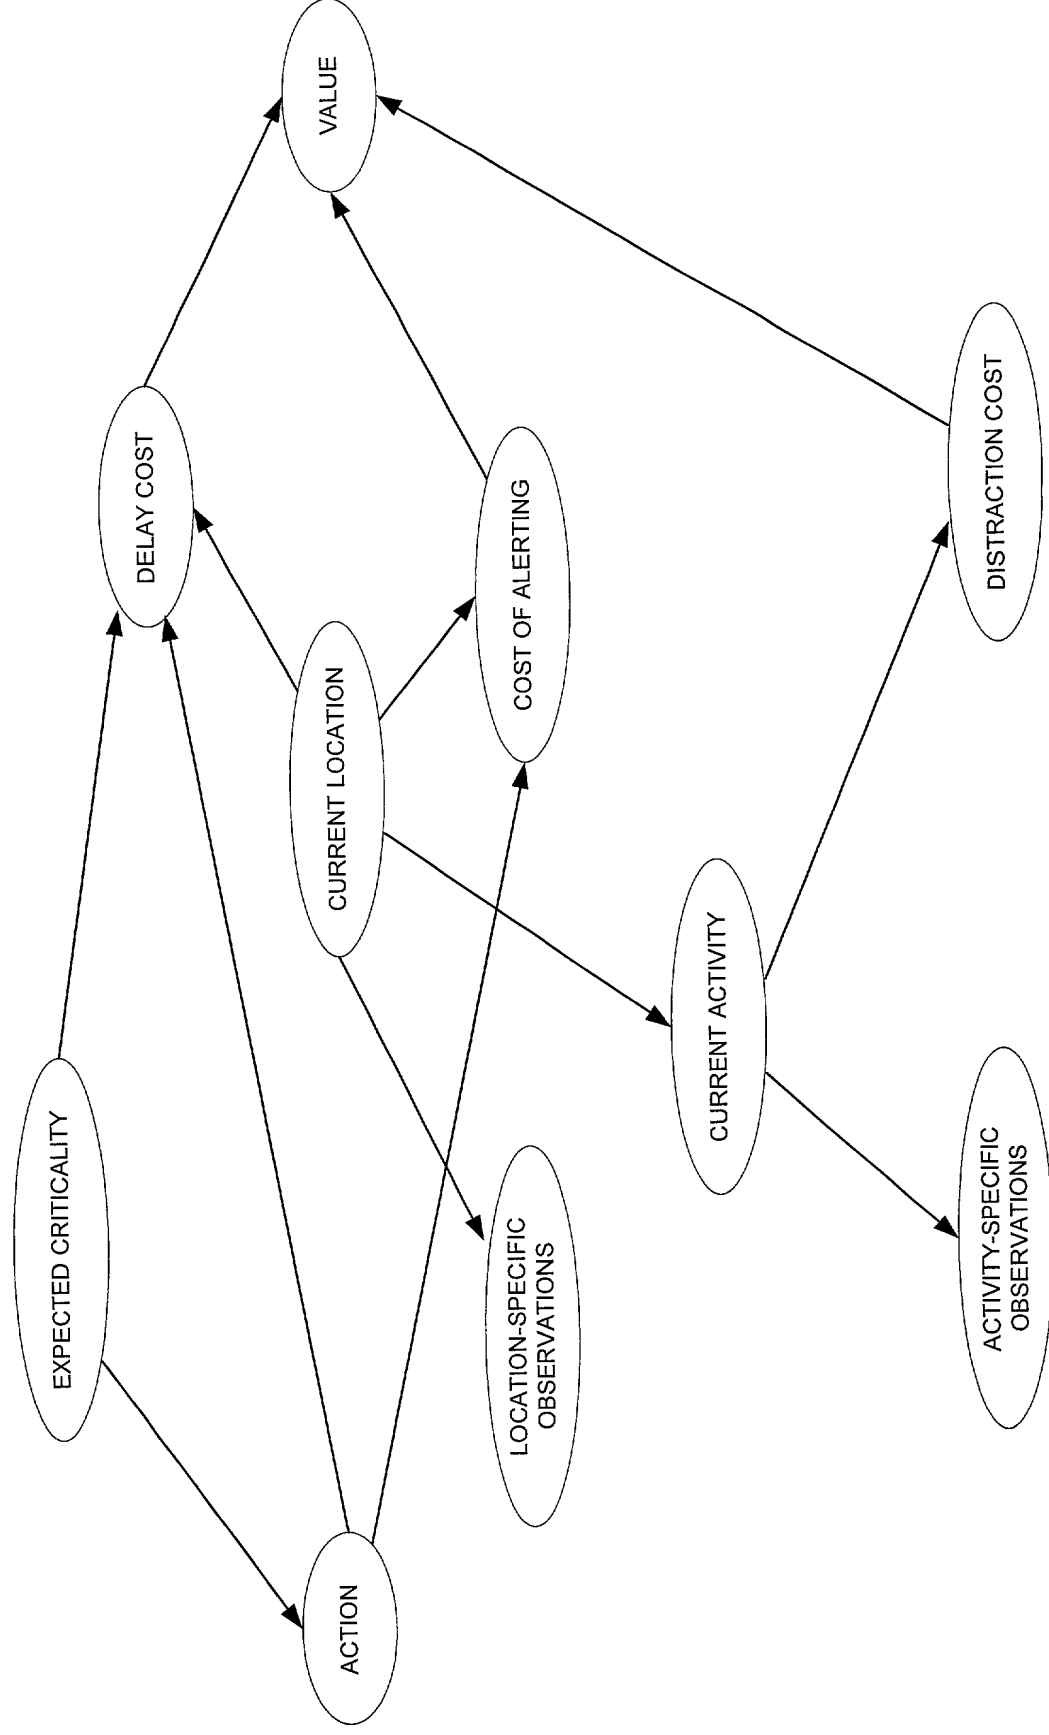 EXPECTED CRITICALITY
DELAY COST
ACTION
CURRENT LOCATION
VALUE
LOCATION-SPECIFIC
OBSERVATIONS
COST OF ALERTING
CURRENT ACTIVITY
ACTIVITY-SPECIFIC
OBSERVATIONS
DISTRACTION COST